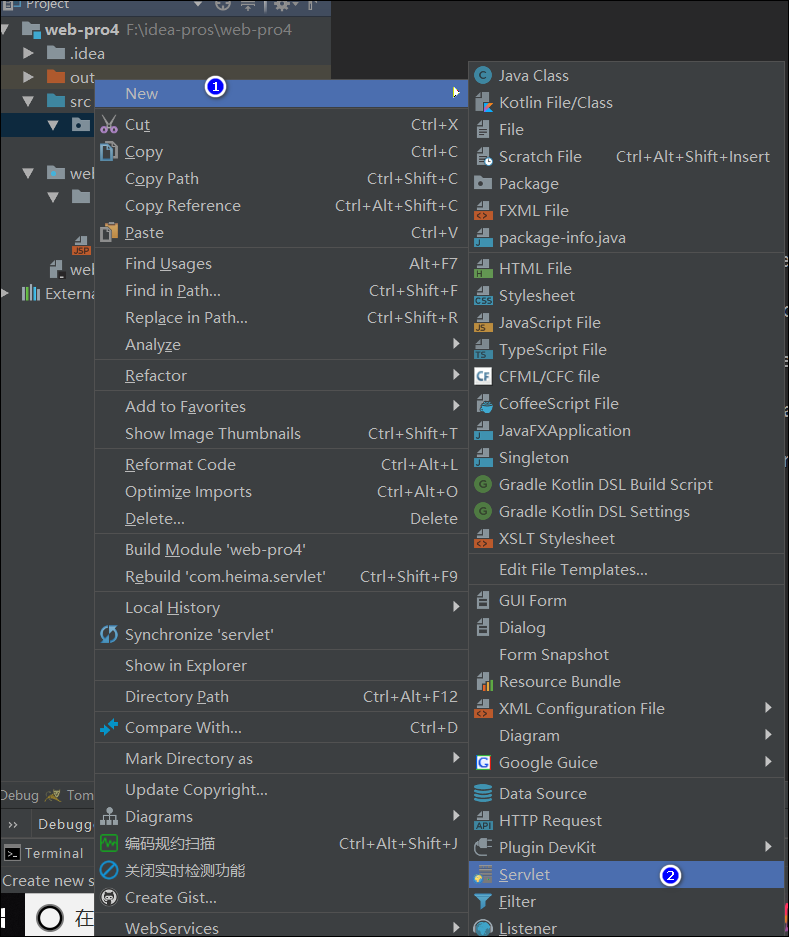 Project
web-pro4 F:\idea-pros\web-pro4
.idea
out
src
web
JSP
web
Externa
Debug Tom
Debugg
Terminal
Create new s
在
New 1
Cut Ctrl+X
Copy Ctrl+C
Copy Path Ctrl+Shift+C
Copy Reference Ctrl+Alt+Shift+C
Paste Ctrl+V
Find Usages Alt+F7
Find in Path... Ctrl+Shift+F
Replace in Path... Ctrl+Shift+R
Analyze
Refactor
Add to Favorites
Show Image Thumbnails Ctrl+Shift+T
Reformat Code Ctrl+Alt+L
Optimize Imports Ctrl+Alt+O
Delete... Delete
Build Module 'web-pro4'
Rebuild 'com.heima.servlet' Ctrl+Shift+F9
Local History
Synchronize 'servlet'
Show in Explorer
Directory Path Ctrl+Alt+F12
Compare With... Ctrl+D
Mark Directory as
Update Copyright...
Diagrams
编码规约扫描 Ctrl+Alt+Shift+J
关闭实时检测功能
Create Gist...
WebServices
Java Class
Kotlin File/Class
File
Scratch File Ctrl+Alt+Shift+Insert
Package
FXML File
package-info.java
HTML File
Stylesheet
JavaScript File
TypeScript File
CFML/CFC file
CoffeeScript File
JavaFXApplication
Singleton
Gradle Kotlin DSL Build Script
Gradle Kotlin DSL Settings
XSLT Stylesheet
Edit File Templates...
GUI Form
Dialog
Form Snapshot
Resource Bundle
XML Configuration File
Diagram
Google Guice
Data Source
HTTP Request
Plugin DevKit
Servlet 2
Filter
Listener